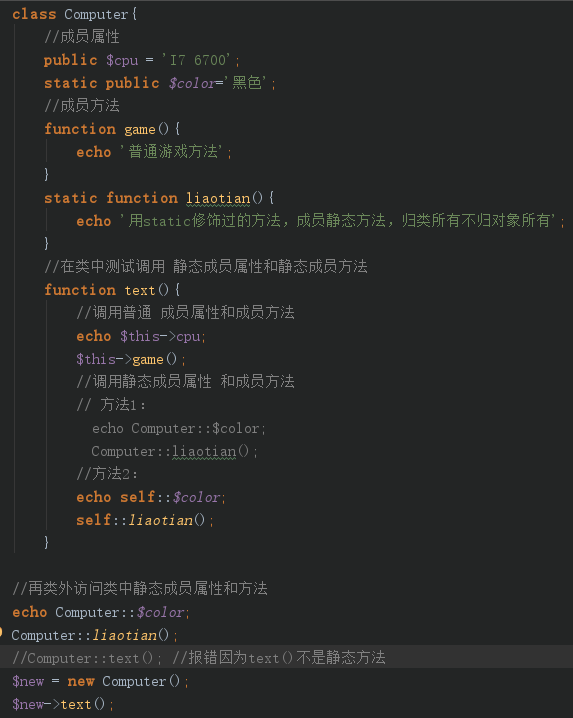 class Computer{
//成员属性
public $cpu = 'I7 6700';
static public $color='黑色';
//成员方法
function game(){
echo '普通游戏方法';
}
static function liaotian(){
echo '用static修饰过的方法，成员静态方法，归类所有不归对象所有';
}
//在类中测试调用 静态成员属性和静态成员方法
function text(){
//调用普通 成员属性和成员方法
echo $this->cpu;
$this->game();
//调用静态成员属性 和成员方法
// 方法1：
echo Computer::$color;
Computer::liaotian();
//方法2：
echo self::$color;
self::liaotian();
}
//再类外访问类中静态成员属性和方法
echo Computer::$color;
Computer::liaotian();
//Computer::text(); //报错因为text()不是静态方法
$new = new Computer();
$new->text();